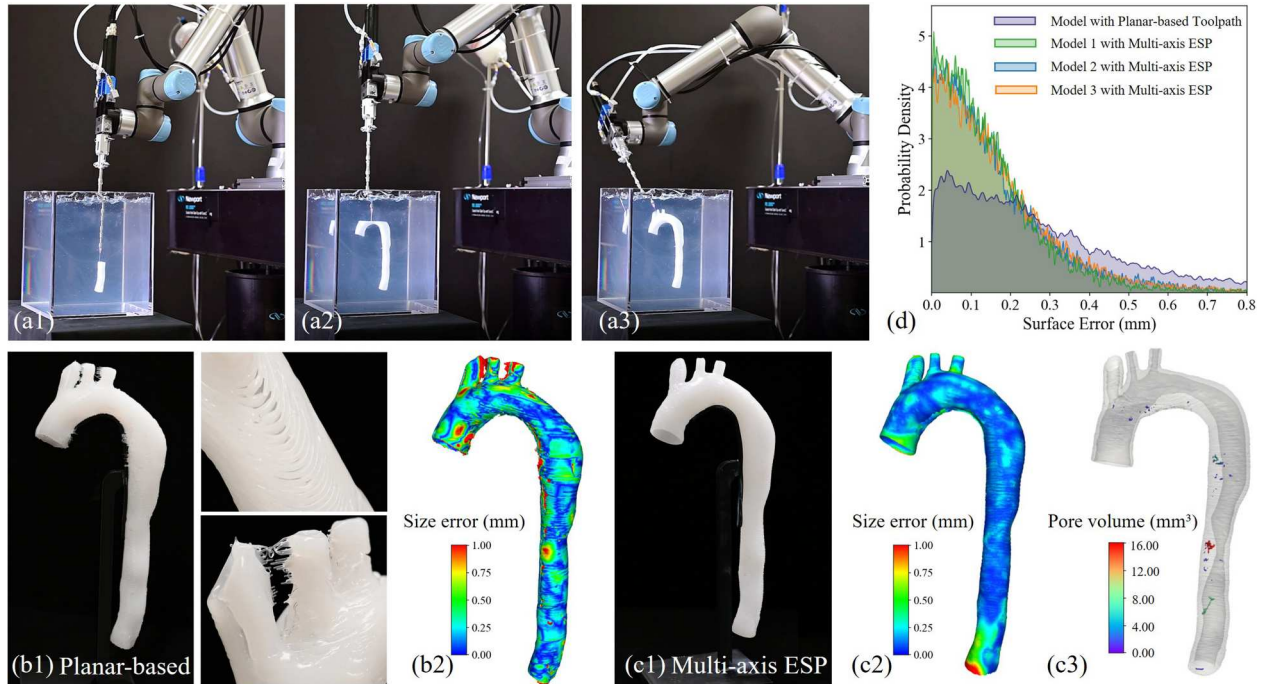 (a1)
Newport
(a2)
Newport
(a3)
Newport
Model with Planar-based Toolpath
Model 1 with Multi-axis ESP
Model 2 with Multi-axis ESP
Model 3 with Multi-axis ESP
Probability Density
5
4
3
2
1
0.0 0.1 0.2 0.3 0.4 0.5 0.6 0.7 0.8
Surface Error (mm)
(d)
(b1) Planar-based
Size error (mm)
1.00
0.75
0.50
0.25
0.00
(b2)
(c1) Multi-axis ESP
Size error (mm)
1.00
0.75
0.50
0.25
0.00
(c2)
Pore volume (mm³)
16.00
12.00
8.00
4.00
0.00
(c3)